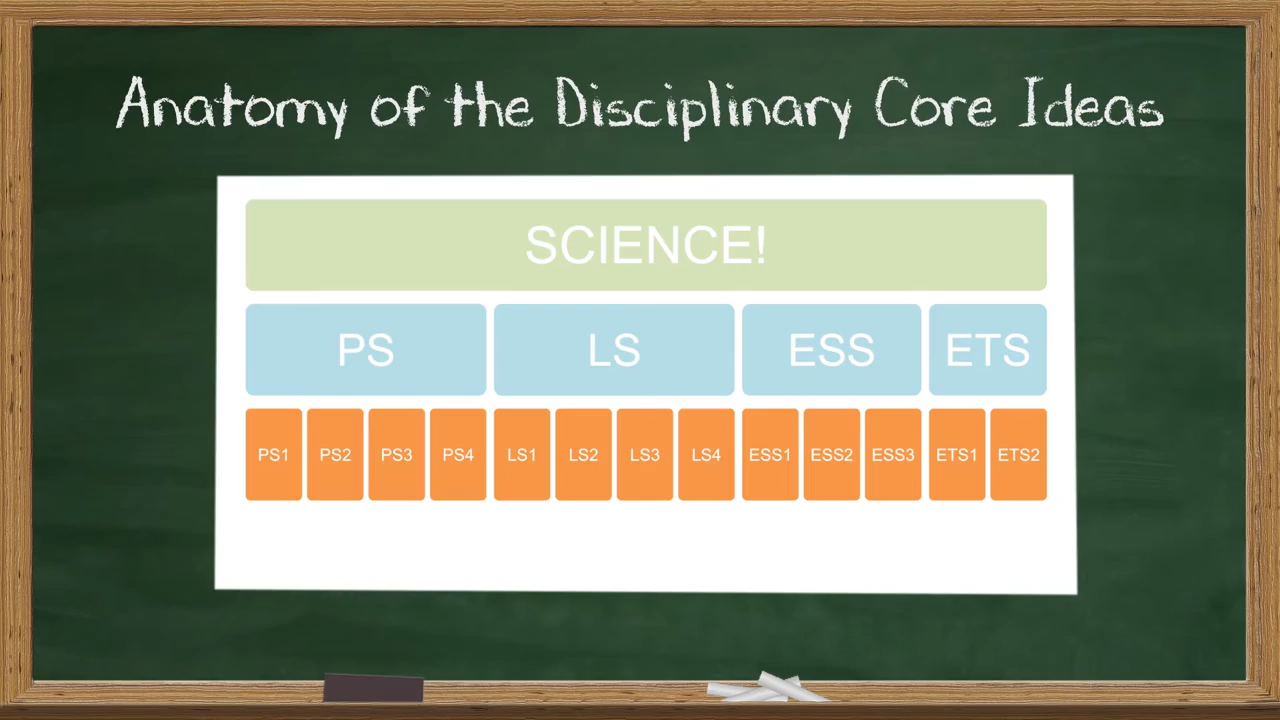 Anatomy of the Disciplinary Core Ideas
SCIENCE!
PS LS ESS ETS
PS1 PS2 PS3 PS4 LS1 LS2 LS3 LS4 ESS1 ESS2 ESS3 ETS1 ETS2